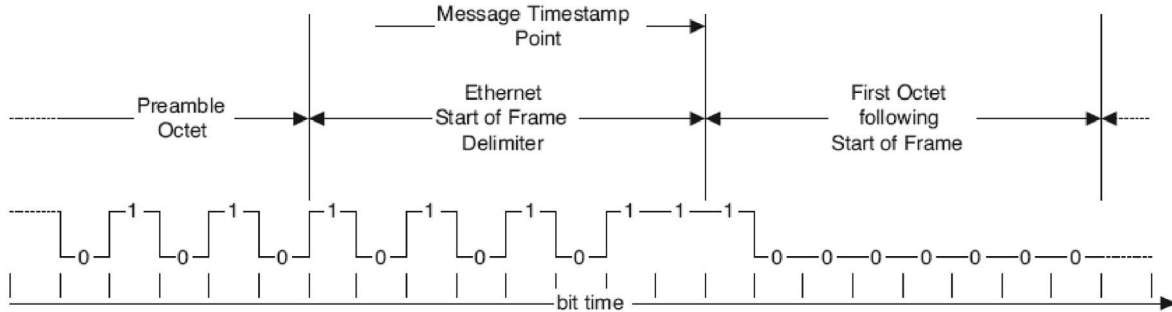 Message Timestamp
Point
Preamble
Octet
Ethernet
Start of Frame
Delimiter
First Octet
following
Start of Frame
0 1 0 1 0 1 0 1 0 1 0 1 1 1 0 0 0 0 0 0 0
bit time